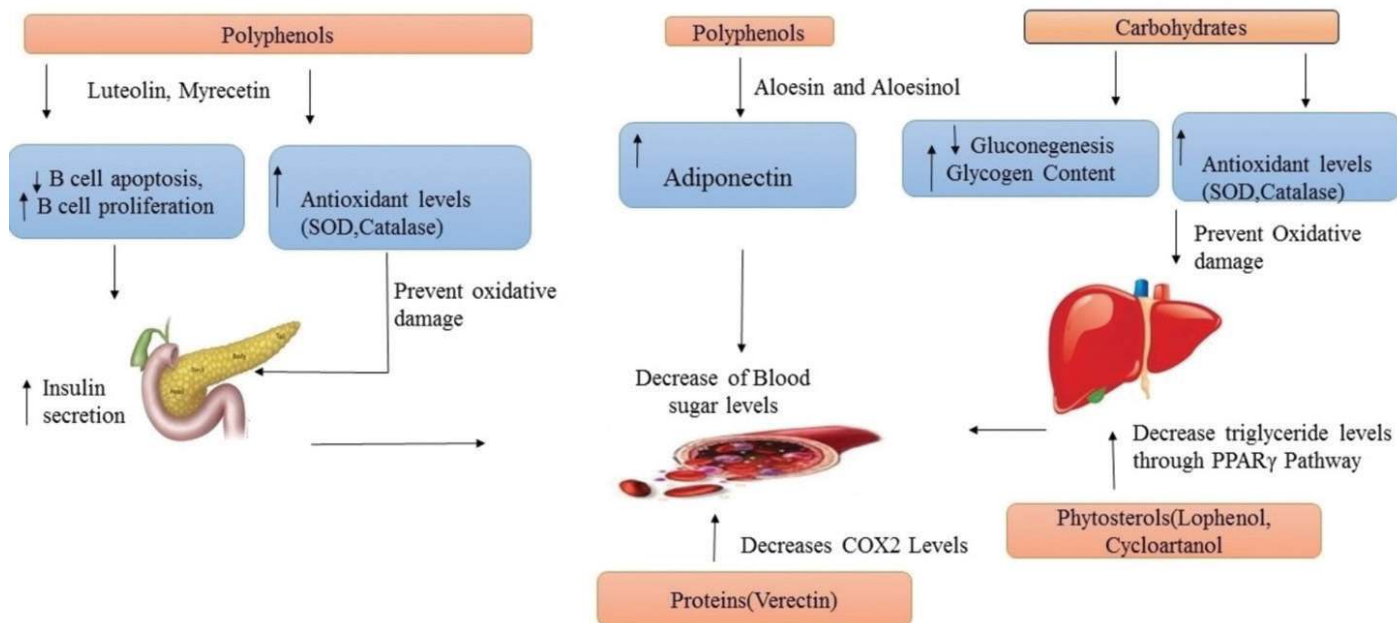 Polyphenols
Luteolin, Myrecetin
B cell apoptosis,
B cell proliferation
Antioxidant levels
(SOD,Catalase)
Prevent oxidative
damage
Insulin
secretion
Polyphenols
Aloesin and Aloesinol
Adiponectin
Decrease of Blood
sugar levels
Decreases COX2 Levels
Proteins(Verectin)
Carbohydrates
Gluconegenesis
Glycogen Content
Antioxidant levels
(SOD,Catalase)
Prevent Oxidative
damage
Decrease triglyceride levels
through PPARγ Pathway
Phytosterols(Lophenol,
Cycloartanol